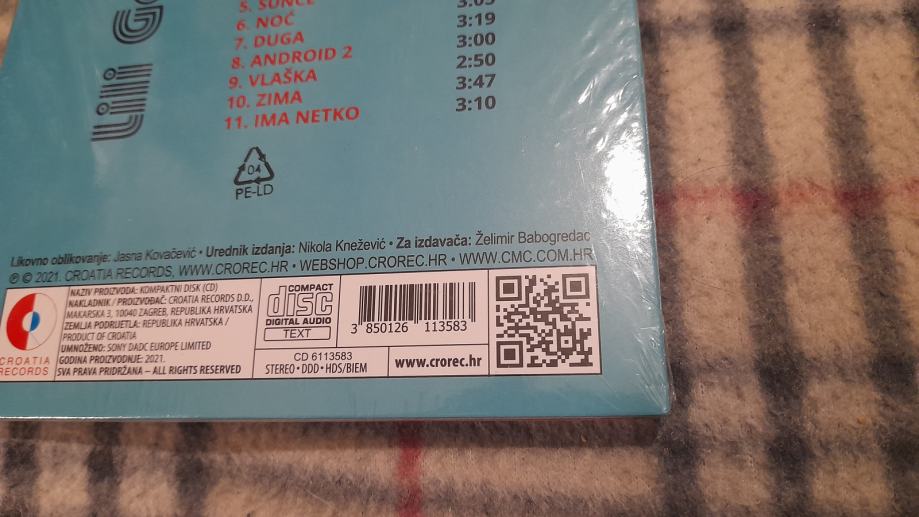 Lili G
5. SUNCE 3:05
6. NOĆ 3:19
7. DUGA 3:00
8. ANDROID 2 2:50
9. VLAŠKA 3:47
10. ZIMA 3:10
11. IMA NETKO
04
PE-LD
Likovno oblikovanje: Jasna Kovačević • Urednik izdanja: Nikola Knežević • Za izdavača: Želimir Babogredac
℗ © 2021. CROATIA RECORDS, WWW.CROREC.HR • WEBSHOP.CROREC.HR • WWW.CMC.COM.HR
CROATIA
RECORDS
NAZIV PROIZVODA: KOMPAKTNI DISK (CD)
NAKLADNIK / PROIZVOĐAČ: CROATIA RECORDS D.D.,
MAKARSKA 3, 10040 ZAGREB, REPUBLIKA HRVATSKA
ZEMLJA PODRIJETLA: REPUBLIKA HRVATSKA /
PRODUCT OF CROATIA
UMNOŽENO: SONY DADC EUROPE LIMITED
GODINA PROIZVODNJE: 2021.
SVA PRAVA PRIDRŽANA – ALL RIGHTS RESERVED
COMPACT
disc
DIGITAL AUDIO
TEXT
3 850126 113583
CD 6113583
STEREO • DDD • HDS/BIEM
www.crorec.hr